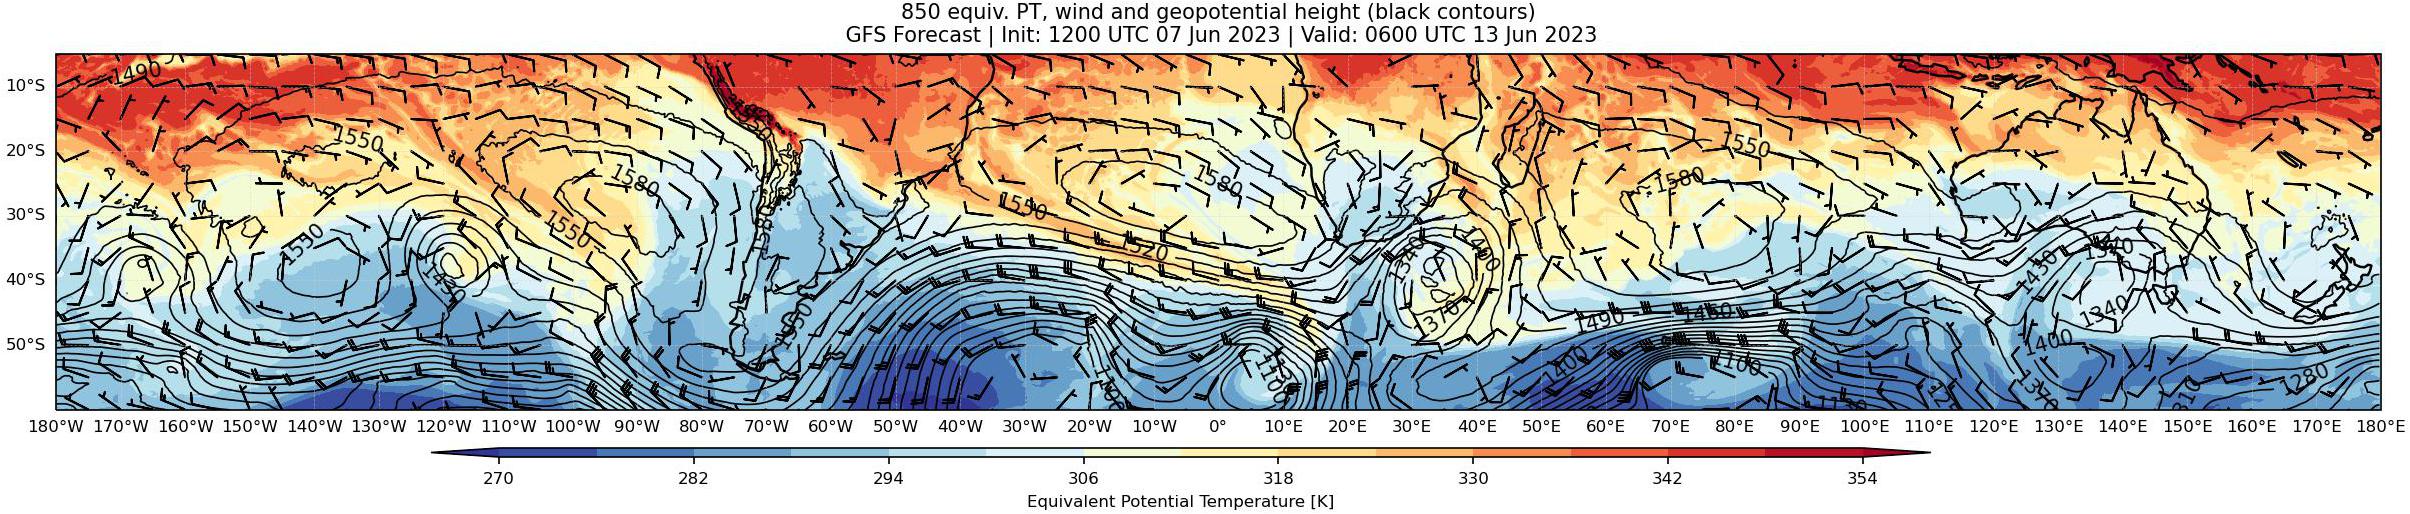 850 equiv. PT, wind and geopotential height (black contours)
GFS Forecast | Init: 1200 UTC 07 Jun 2023 | Valid: 0600 UTC 13 Jun 2023
1490
10°S
1550
1550
20°S
1580
1580
1580
1550
30°S
1550
1550
1520
1400
1340
1430
40°S
1340
1370
1490
1460
1400
50°S
1100
1400
1280
180°W 170°W 160°W 150°W 140°W 130°W 120°W 110°W 100°W 90°W 80°W 70°W 60°W 50°W 40°W 30°W 20°W 10°W 0° 10°E 20°E 30°E 40°E 50°E 60°E 70°E 80°E 90°E 100°E 110°E 120°E 130°E 140°E 150°E 160°E 170°E 180°E
270 282 294 306 318 330 342 354
Equivalent Potential Temperature [K]